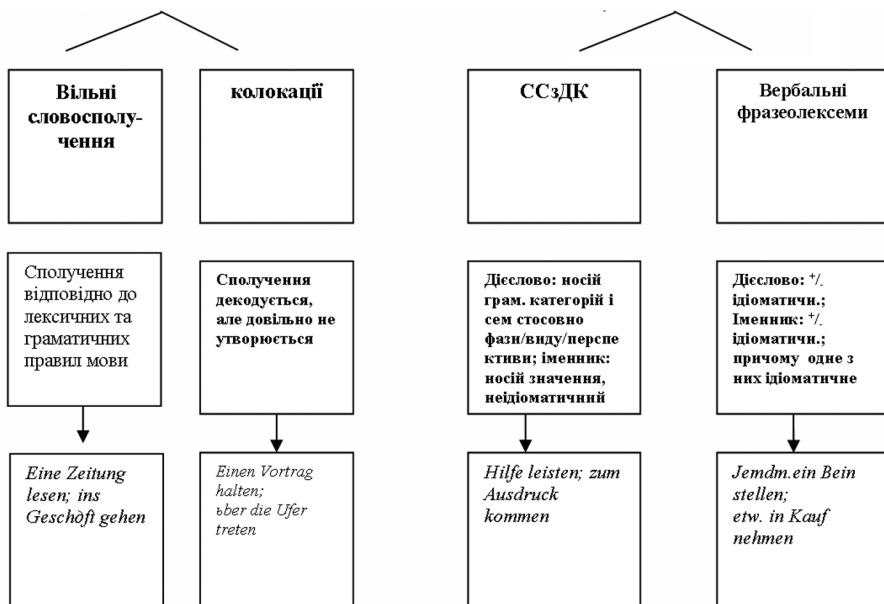 Вільні
словосполу-
чення
колокації
ССзДК
Вербальні
фразеолексеми
Сполучення
відповідно до
лексичних та
граматичних
правил мови
Сполучення
декодується,
але довільно не
утворюється
Дієслово: носій
грам. категорій і
сем стосовно
фази/виду/перспе
ктиви; іменник:
носій значення,
неідіоматичний
Дієслово: +/-
ідіоматичн.;
Іменник: +/-
ідіоматичн.;
причому одне з
них ідіоматичне
Eine Zeitung
lesen; ins
Geschòft gehen
Einen Vortrag
halten;
ьber die Ufer
treten
Hilfe leisten; zum
Ausdruck
kommen
Jemdm.ein Bein
stellen;
etw. in Kauf
nehmen